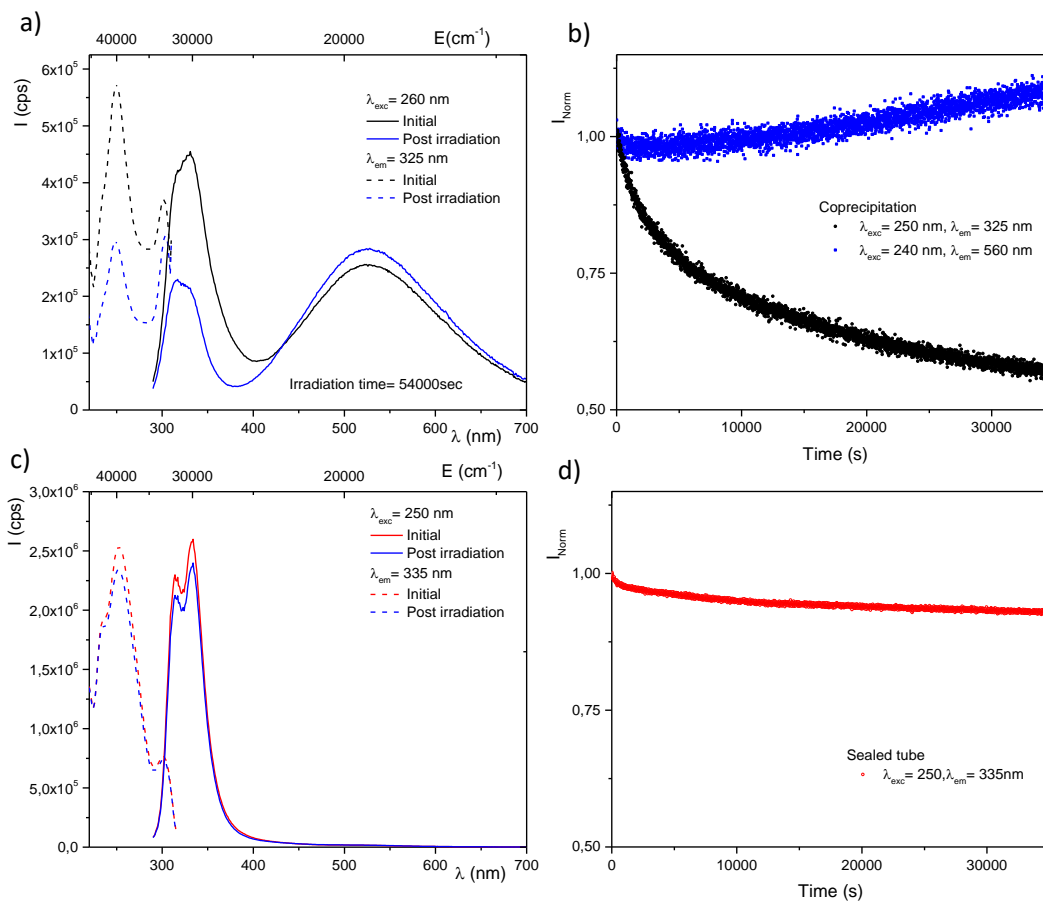 a)
40000 30000 20000 E(cm⁻¹)
6x10⁵
5x10⁵
4x10⁵
3x10⁵
2x10⁵
1x10⁵
0
I (cps)
λexc= 260 nm
Initial
Post irradiation
λem= 325 nm
Initial
Post irradiation
Irradiation time= 54000sec
300 400 500 600 700
λ (nm)
b)
INorm
1,00
0,75
0,50
Coprecipitation
λexc= 250 nm, λem= 325 nm
λexc= 240 nm, λem= 560 nm
0 10000 20000 30000
Time (s)
c)
40000 30000 20000 E (cm⁻¹)
3,0x10⁶
2,5x10⁶
2,0x10⁶
1,5x10⁶
1,0x10⁶
5,0x10⁵
0,0
I (cps)
λexc= 250 nm
Initial
Post irradiation
λem= 335 nm
Initial
Post irradiation
300 400 500 600 700
λ (nm)
d)
INorm
1,00
0,75
0,50
Sealed tube
λexc= 250,λem= 335nm
0 10000 20000 30000
Time (s)